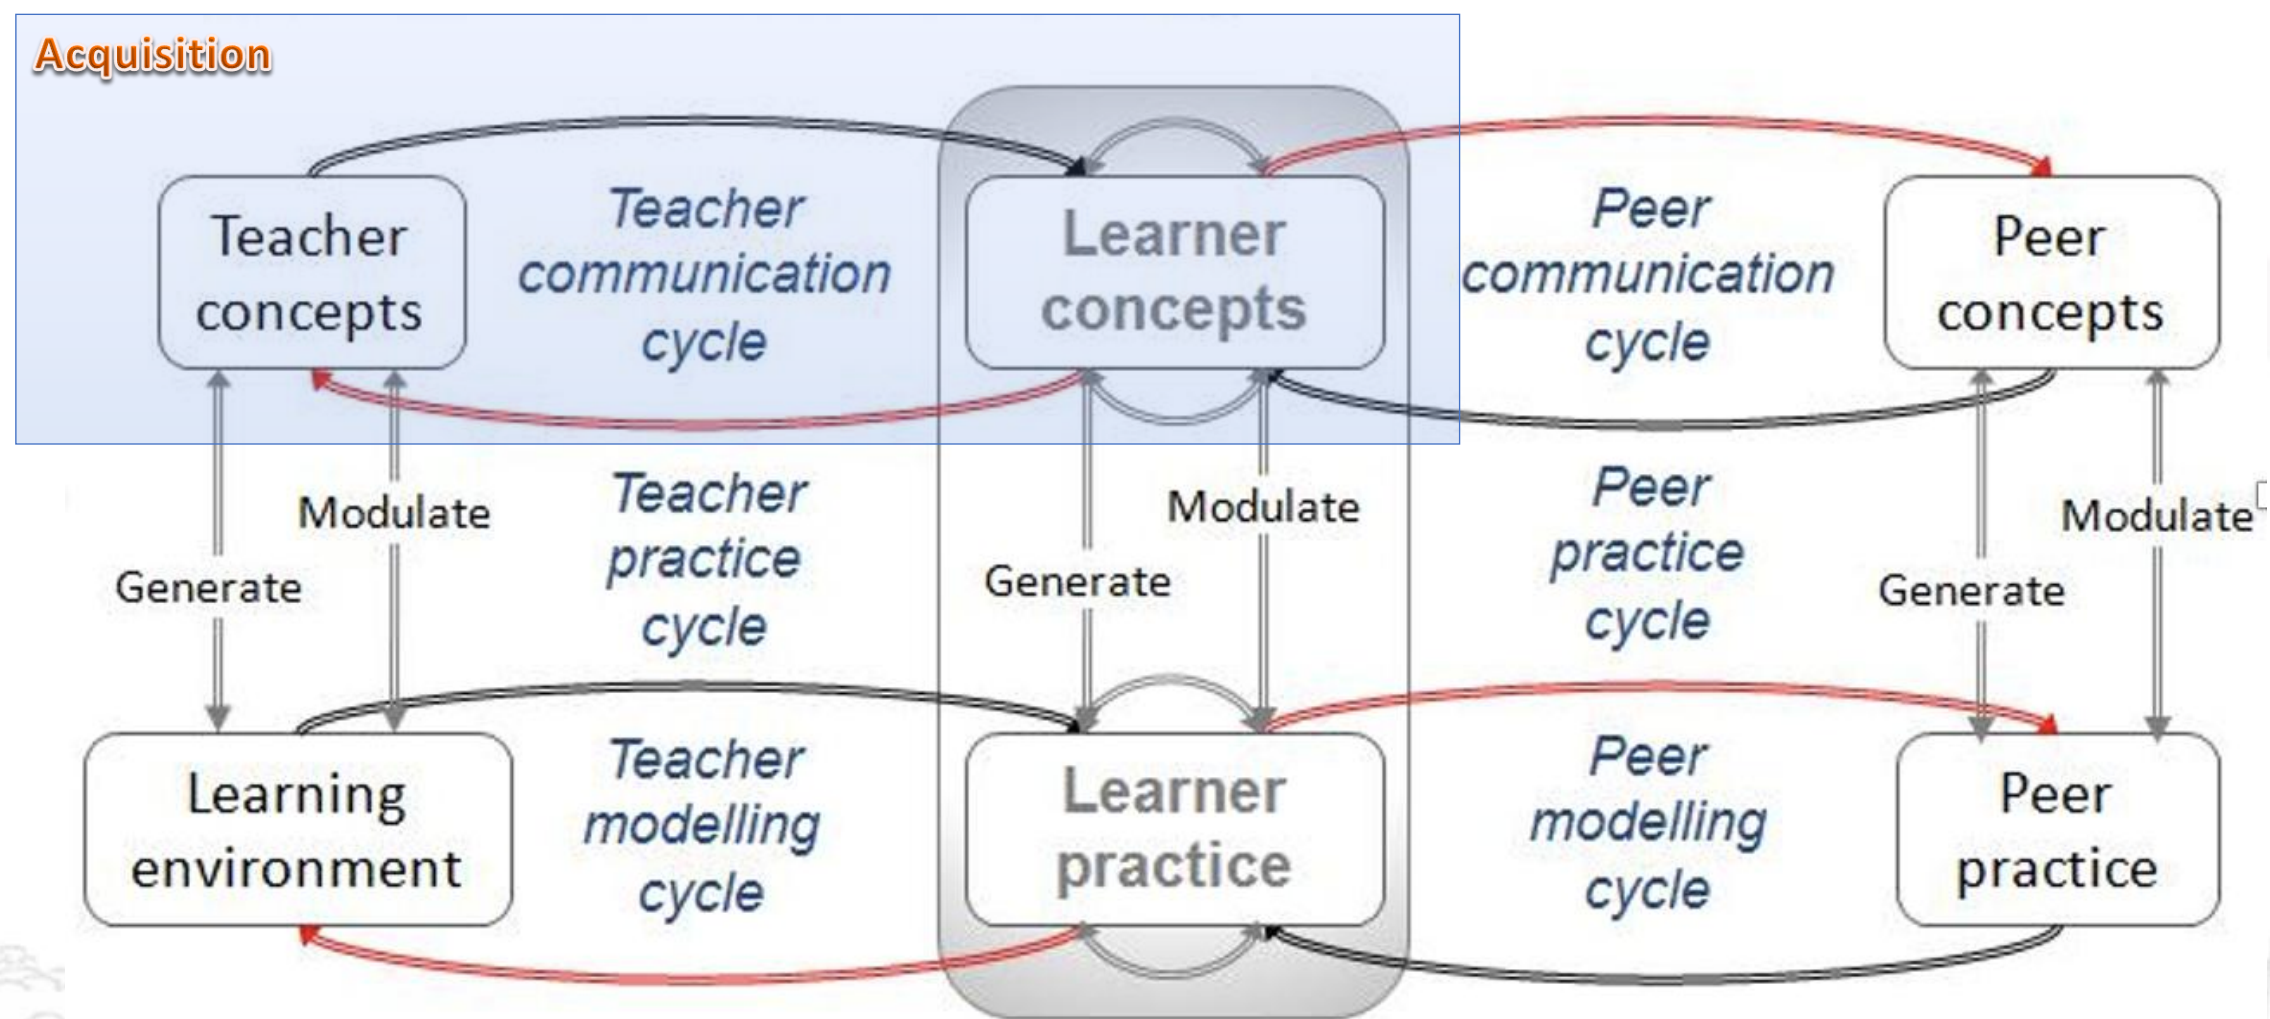 Acquisition
Teacher
concepts
Teacher
communication
cycle
Learner
concepts
Peer
communication
cycle
Peer
concepts
Generate
Modulate
Teacher
practice
cycle
Generate
Modulate
Peer
practice
cycle
Generate
Modulate
Learning
environment
Teacher
modelling
cycle
Learner
practice
Peer
modelling
cycle
Peer
practice